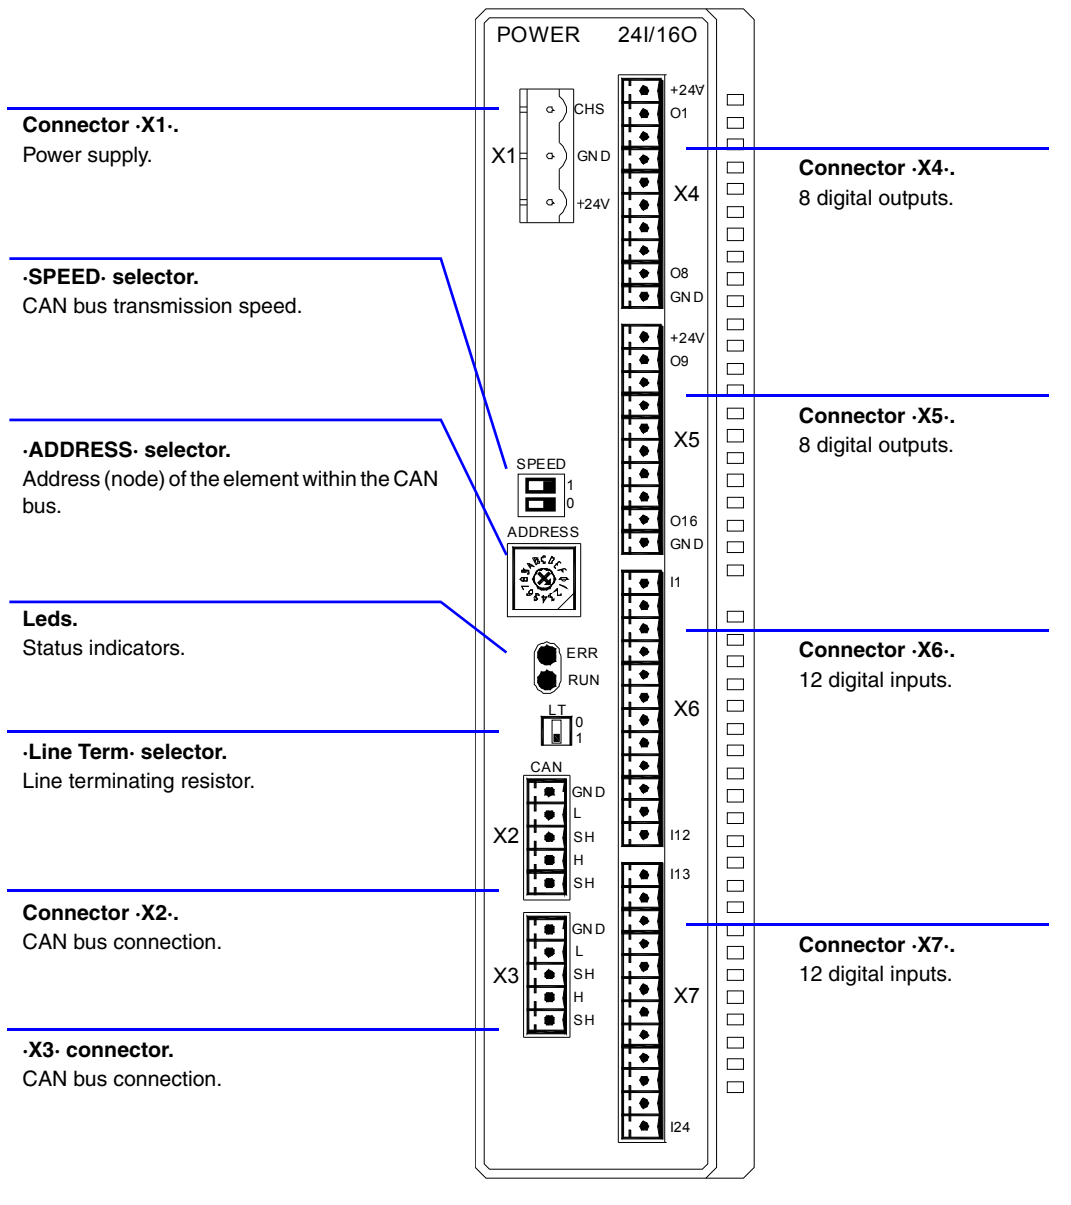 POWER 24I/16O
Connector ·X1·.
Power supply.
·SPEED· selector.
CAN bus transmission speed.
·ADDRESS· selector.
Address (node) of the element within the CAN
bus.
Leds.
Status indicators.
·Line Term· selector.
Line terminating resistor.
Connector ·X2·.
CAN bus connection.
·X3· connector.
CAN bus connection.
X1
CHS
GND
+24V
SPEED
1
0
ADDRESS
0123456789ABCDEF
ERR
RUN
LT
0
1
CAN
X2
GND
L
SH
H
SH
X3
GND
L
SH
H
SH
+24V
O1
X4
O8
GND
+24V
O9
X5
O16
GND
I1
X6
I12
I13
X7
I24
Connector ·X4·.
8 digital outputs.
Connector ·X5·.
8 digital outputs.
Connector ·X6·.
12 digital inputs.
Connector ·X7·.
12 digital inputs.